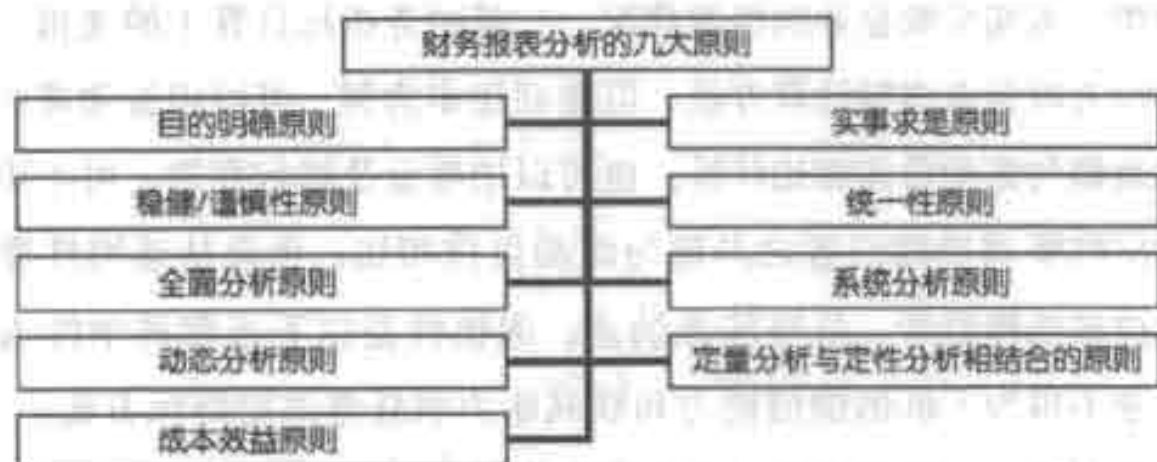 财务报表分析的九大原则
目的明确原则
实事求是原则
稳健/谨慎性原则
统一性原则
全面分析原则
系统分析原则
动态分析原则
定量分析与定性分析相结合的原则
成本效益原则